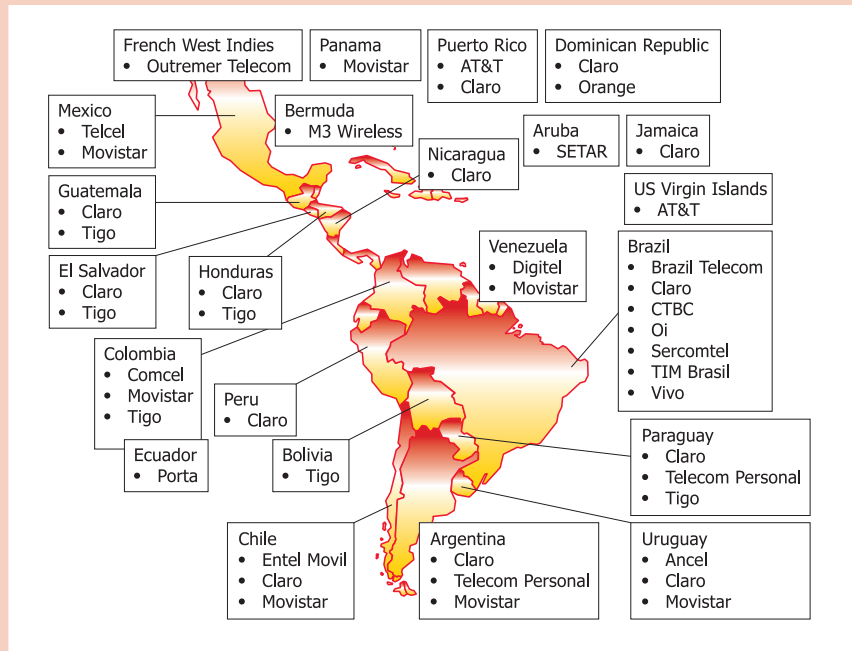 French West Indies
• Outremer Telecom
Panama
• Movistar
Puerto Rico
• AT&T
• Claro
Dominican Republic
• Claro
• Orange
Mexico
• Telcel
• Movistar
Bermuda
• M3 Wireless
Nicaragua
• Claro
Aruba
• SETAR
Jamaica
• Claro
Guatemala
• Claro
• Tigo
US Virgin Islands
• AT&T
El Salvador
• Claro
• Tigo
Honduras
• Claro
• Tigo
Venezuela
• Digitel
• Movistar
Brazil
• Brazil Telecom
• Claro
• CTBC
• Oi
• Sercomtel
• TIM Brasil
• Vivo
Colombia
• Comcel
• Movistar
• Tigo
Peru
• Claro
Ecuador
• Porta
Bolivia
• Tigo
Paraguay
• Claro
• Telecom Personal
• Tigo
Chile
• Entel Movil
• Claro
• Movistar
Argentina
• Claro
• Telecom Personal
• Movistar
Uruguay
• Ancel
• Claro
• Movistar